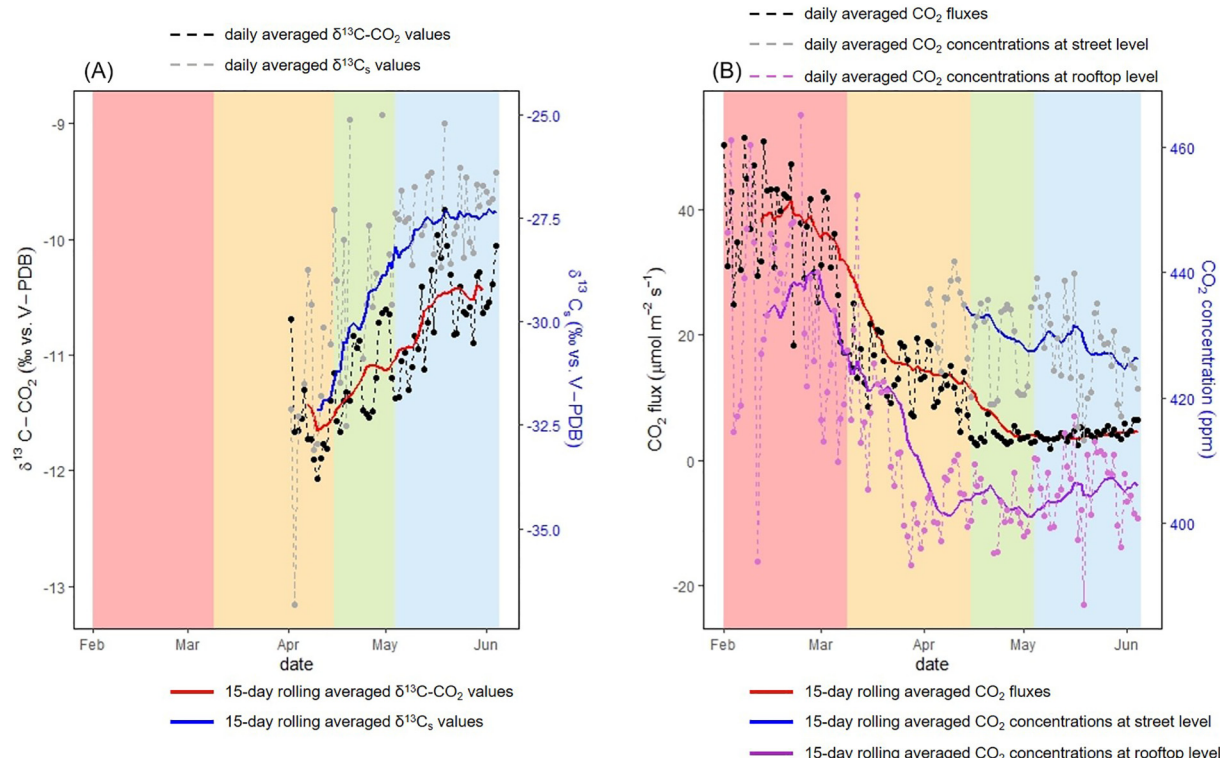 daily averaged δ¹³C-CO₂ values
daily averaged δ¹³Cₛ values
(A)
-9
-10
-11
-12
-13
δ¹³C−CO₂ (‰ vs. V−PDB)
-25.0
-27.5
-30.0
-32.5
-35.0
δ¹³Cₛ (‰ vs. V−PDB)
Feb Mar Apr May Jun
date
15-day rolling averaged δ¹³C-CO₂ values
15-day rolling averaged δ¹³Cₛ values
daily averaged CO₂ fluxes
daily averaged CO₂ concentrations at street level
daily averaged CO₂ concentrations at rooftop level
(B)
40
20
0
-20
CO₂ flux (µmol m⁻² s⁻¹)
460
440
420
400
CO₂ concentration (ppm)
Feb Mar Apr May Jun
date
15-day rolling averaged CO₂ fluxes
15-day rolling averaged CO₂ concentrations at street level
15-day rolling averaged CO₂ concentrations at rooftop level